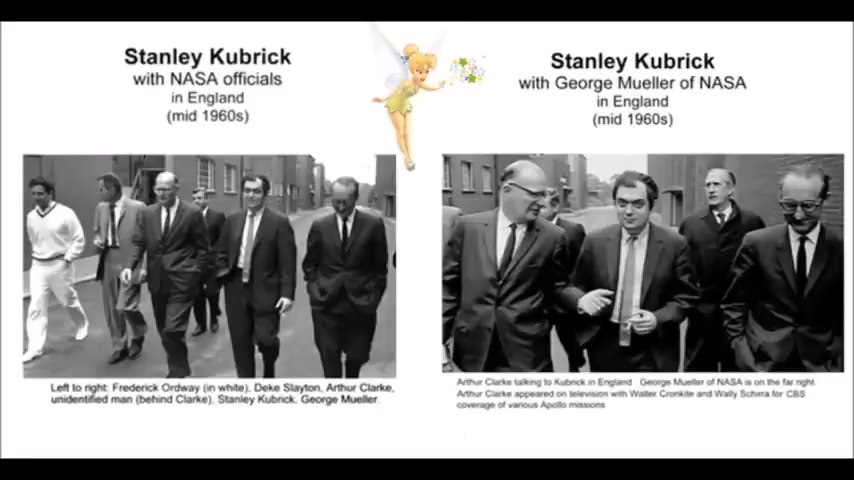 Stanley Kubrick
with NASA officials
in England
(mid 1960s)
Left to right: Frederick Ordway (in white), Deke Slayton, Arthur Clarke,
unidentified man (behind Clarke), Stanley Kubrick, George Mueller.
Stanley Kubrick
with George Mueller of NASA
in England
(mid 1960s)
Arthur Clarke talking to Kubrick in England George Mueller of NASA is on the far right
Arthur Clarke appeared on television with Walter Cronkite and Wally Schirra for CBS
coverage of various Apollo missions